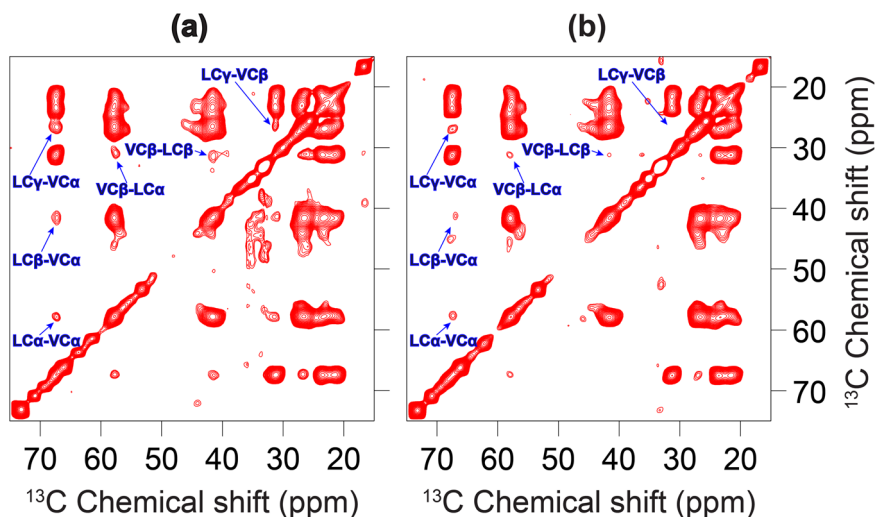 (a)
(b)
LCγ-VCβ
VCβ-LCβ
LCγ-VCα
VCβ-LCα
LCβ-VCα
LCα-VCα
70 60 50 40 30 20
¹³C Chemical shift (ppm)
LCγ-VCβ
VCβ-LCβ
LCγ-VCα
VCβ-LCα
LCβ-VCα
LCα-VCα
70 60 50 40 30 20
¹³C Chemical shift (ppm)
20
30
40
50
60
70
¹³C Chemical shift (ppm)